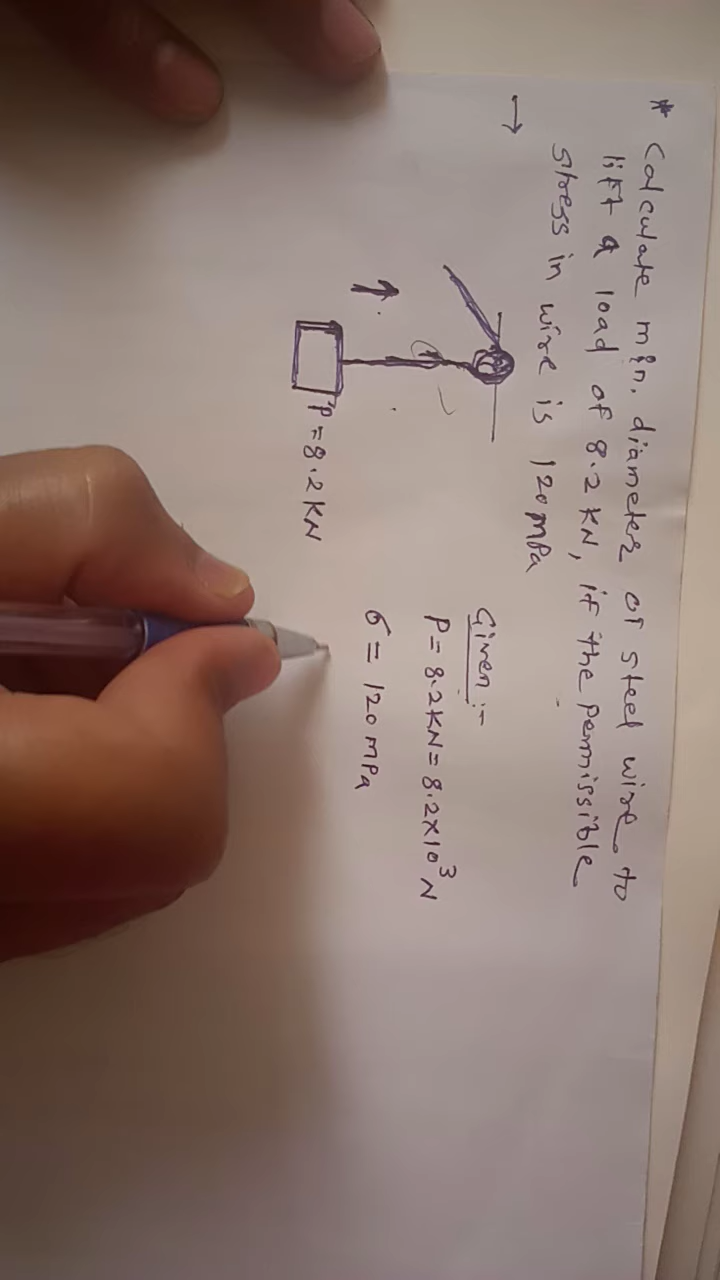 * Calculate min. diameter of steel wire to
lift a load of 8.2 KN, if the permissible
stress in wire is 120 MPa
→
P = 8.2 KN
Given :-
P = 8.2 KN = 8.2 × 10³ N
σ = 120 MPa